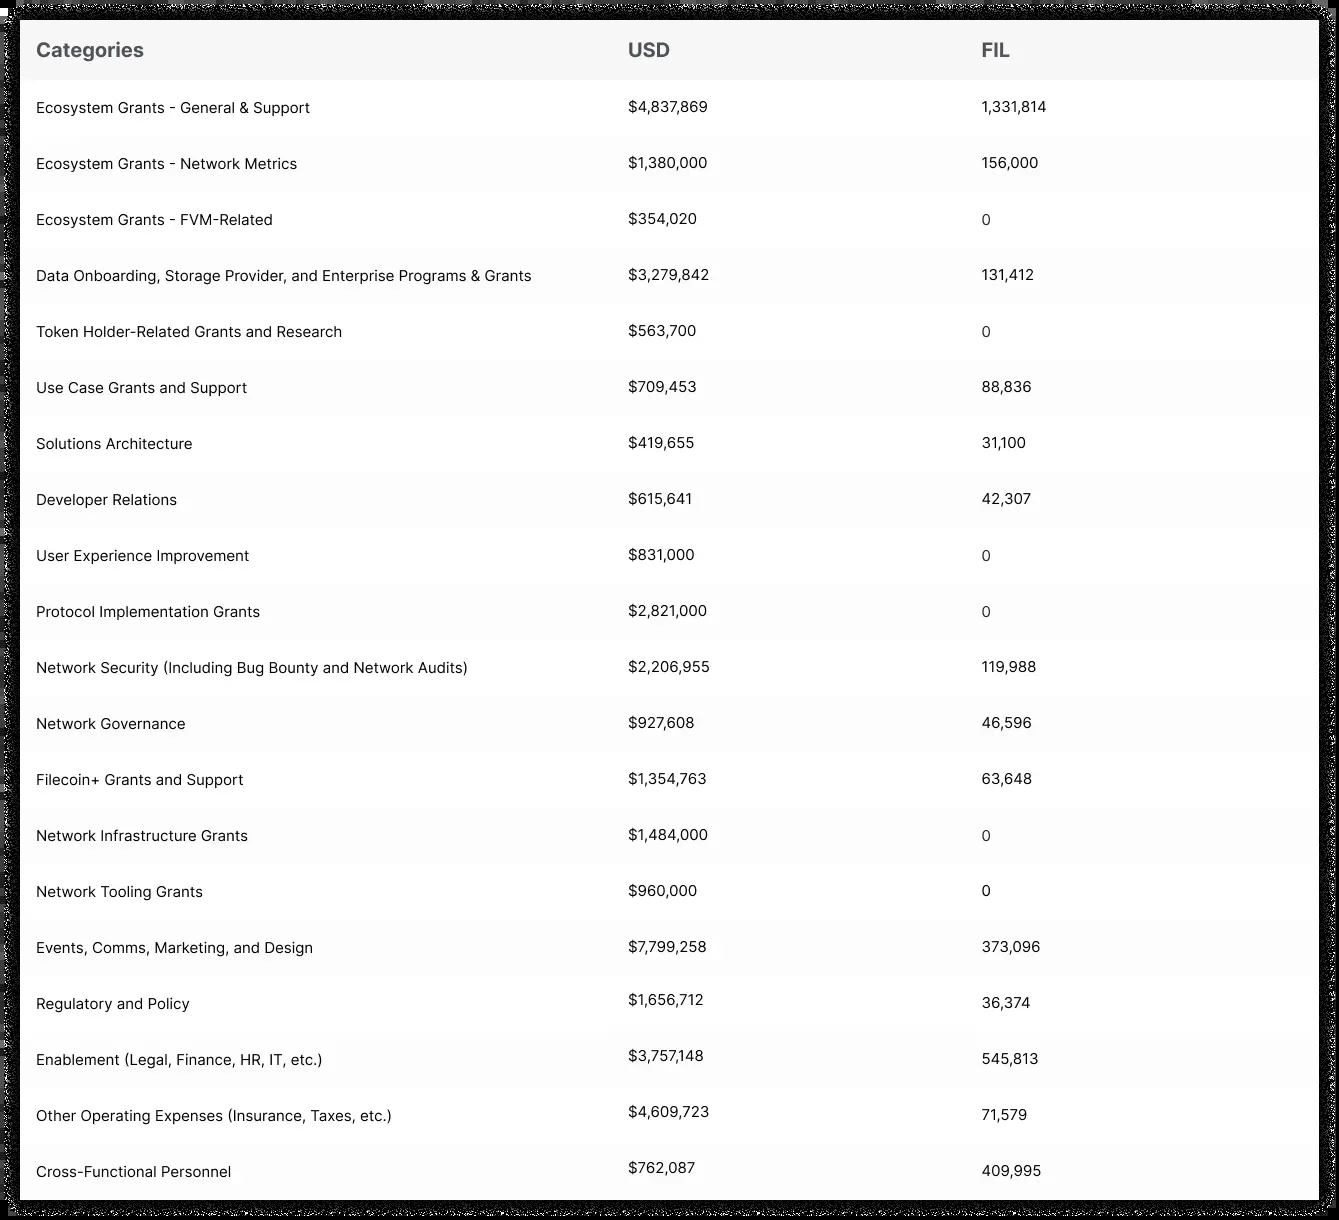 Categories USD FIL
Ecosystem Grants - General & Support $4,837,869 1,331,814
Ecosystem Grants - Network Metrics $1,380,000 156,000
Ecosystem Grants - FVM-Related $354,020 0
Data Onboarding, Storage Provider, and Enterprise Programs & Grants $3,279,842 131,412
Token Holder-Related Grants and Research $563,700 0
Use Case Grants and Support $709,453 88,836
Solutions Architecture $419,655 31,100
Developer Relations $615,641 42,307
User Experience Improvement $831,000 0
Protocol Implementation Grants $2,821,000 0
Network Security (Including Bug Bounty and Network Audits) $2,206,955 119,988
Network Governance $927,608 46,596
Filecoin+ Grants and Support $1,354,763 63,648
Network Infrastructure Grants $1,484,000 0
Network Tooling Grants $960,000 0
Events, Comms, Marketing, and Design $7,799,258 373,096
Regulatory and Policy $1,656,712 36,374
Enablement (Legal, Finance, HR, IT, etc.) $3,757,148 545,813
Other Operating Expenses (Insurance, Taxes, etc.) $4,609,723 71,579
Cross-Functional Personnel $762,087 409,995